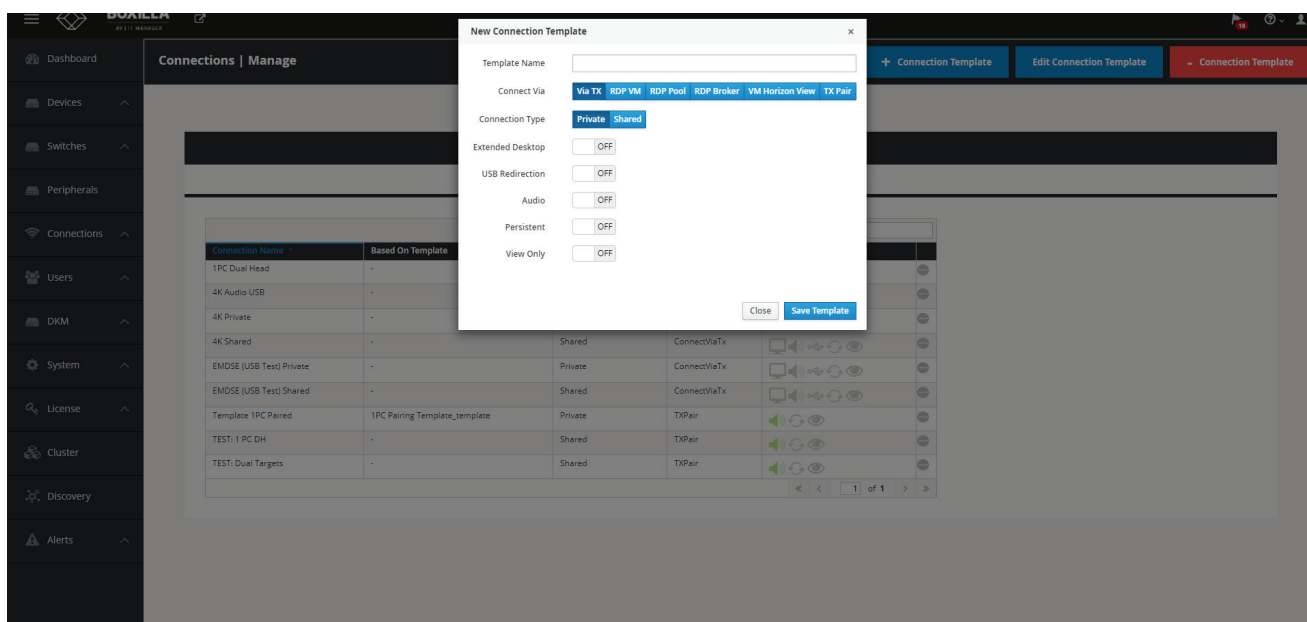 BOXILLA
AV | IT MANAGER
18
Dashboard
Devices
Switches
Peripherals
Connections
Users
DKM
System
License
Cluster
Discovery
Alerts
Connections | Manage
+ Connection Template
Edit Connection Template
- Connection Template
New Connection Template
×
Template Name
Connect Via Via TX RDP VM RDP Pool RDP Broker VM Horizon View TX Pair
Connection Type Private Shared
Extended Desktop OFF
USB Redirection OFF
Audio OFF
Persistent OFF
View Only OFF
Close Save Template
Connection Name Based On Template
1PC Dual Head -
4K Audio USB -
4K Private -
4K Shared - Shared ConnectViaTx
EMDSE (USB Test) Private - Private ConnectViaTx
EMDSE (USB Test) Shared - Shared ConnectViaTx
Template 1PC Paired 1PC Pairing Template_template Private TXPair
TEST: 1 PC DH - Shared TXPair
TEST: Dual Targets - Shared TXPair
« < 1 of 1 > »